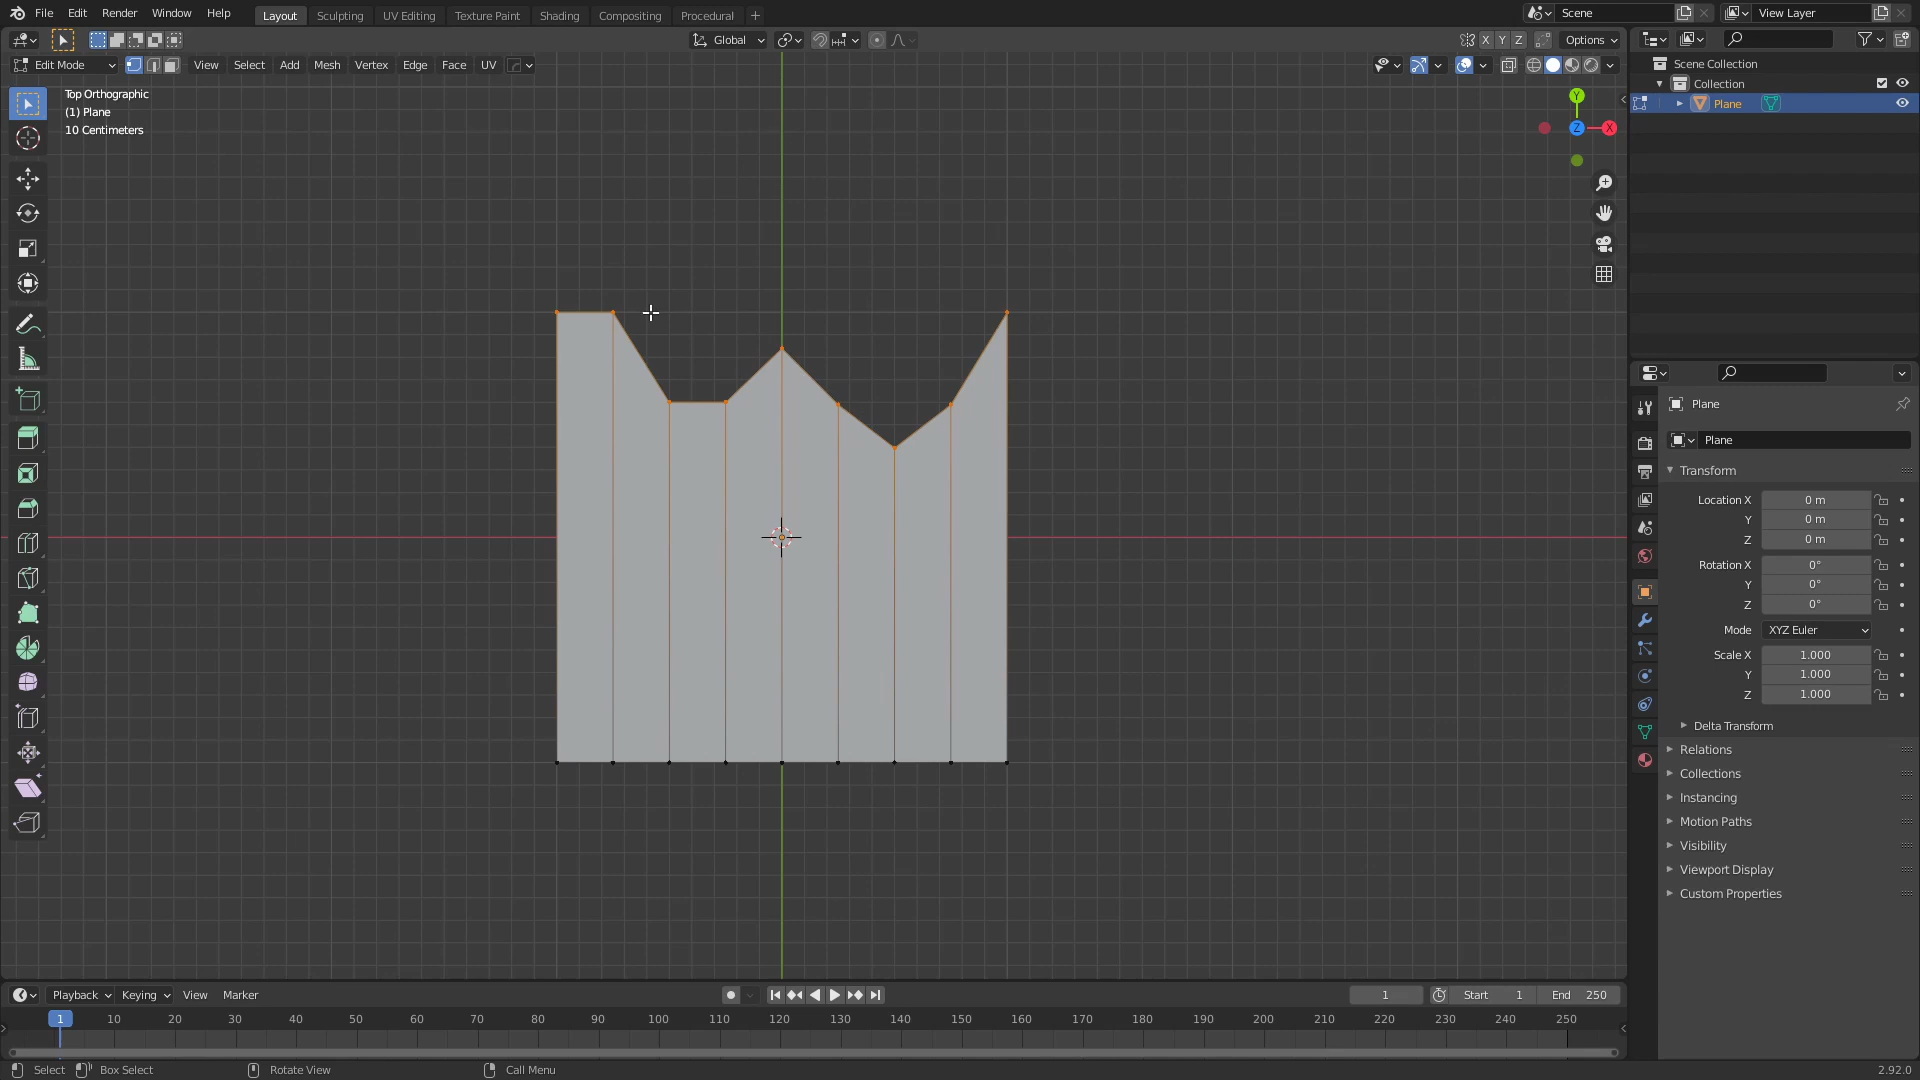 File Edit Render Window Help Layout Sculpting UV Editing Texture Paint Shading Compositing Procedural + Scene View Layer
Global X Y Z Options
Edit Mode View Select Add Mesh Vertex Edge Face UV
Scene Collection
Collection
Plane
Top Orthographic
(1) Plane
10 Centimeters
Y
Z X
Plane
Plane
Transform
Location X 0 m
Y 0 m
Z 0 m
Rotation X 0°
Y 0°
Z 0°
Mode XYZ Euler
Scale X 1.000
Y 1.000
Z 1.000
Delta Transform
Relations
Collections
Instancing
Motion Paths
Visibility
Viewport Display
Custom Properties
Playback Keying View Marker 1 Start 1 End 250
1 10 20 30 40 50 60 70 80 90 100 110 120 130 140 150 160 170 180 190 200 210 220 230 240 250
Select Box Select Rotate View Call Menu 2.92.0